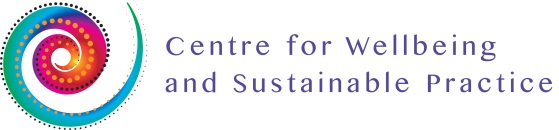 Centre for Wellbeing
and Sustainable Practice